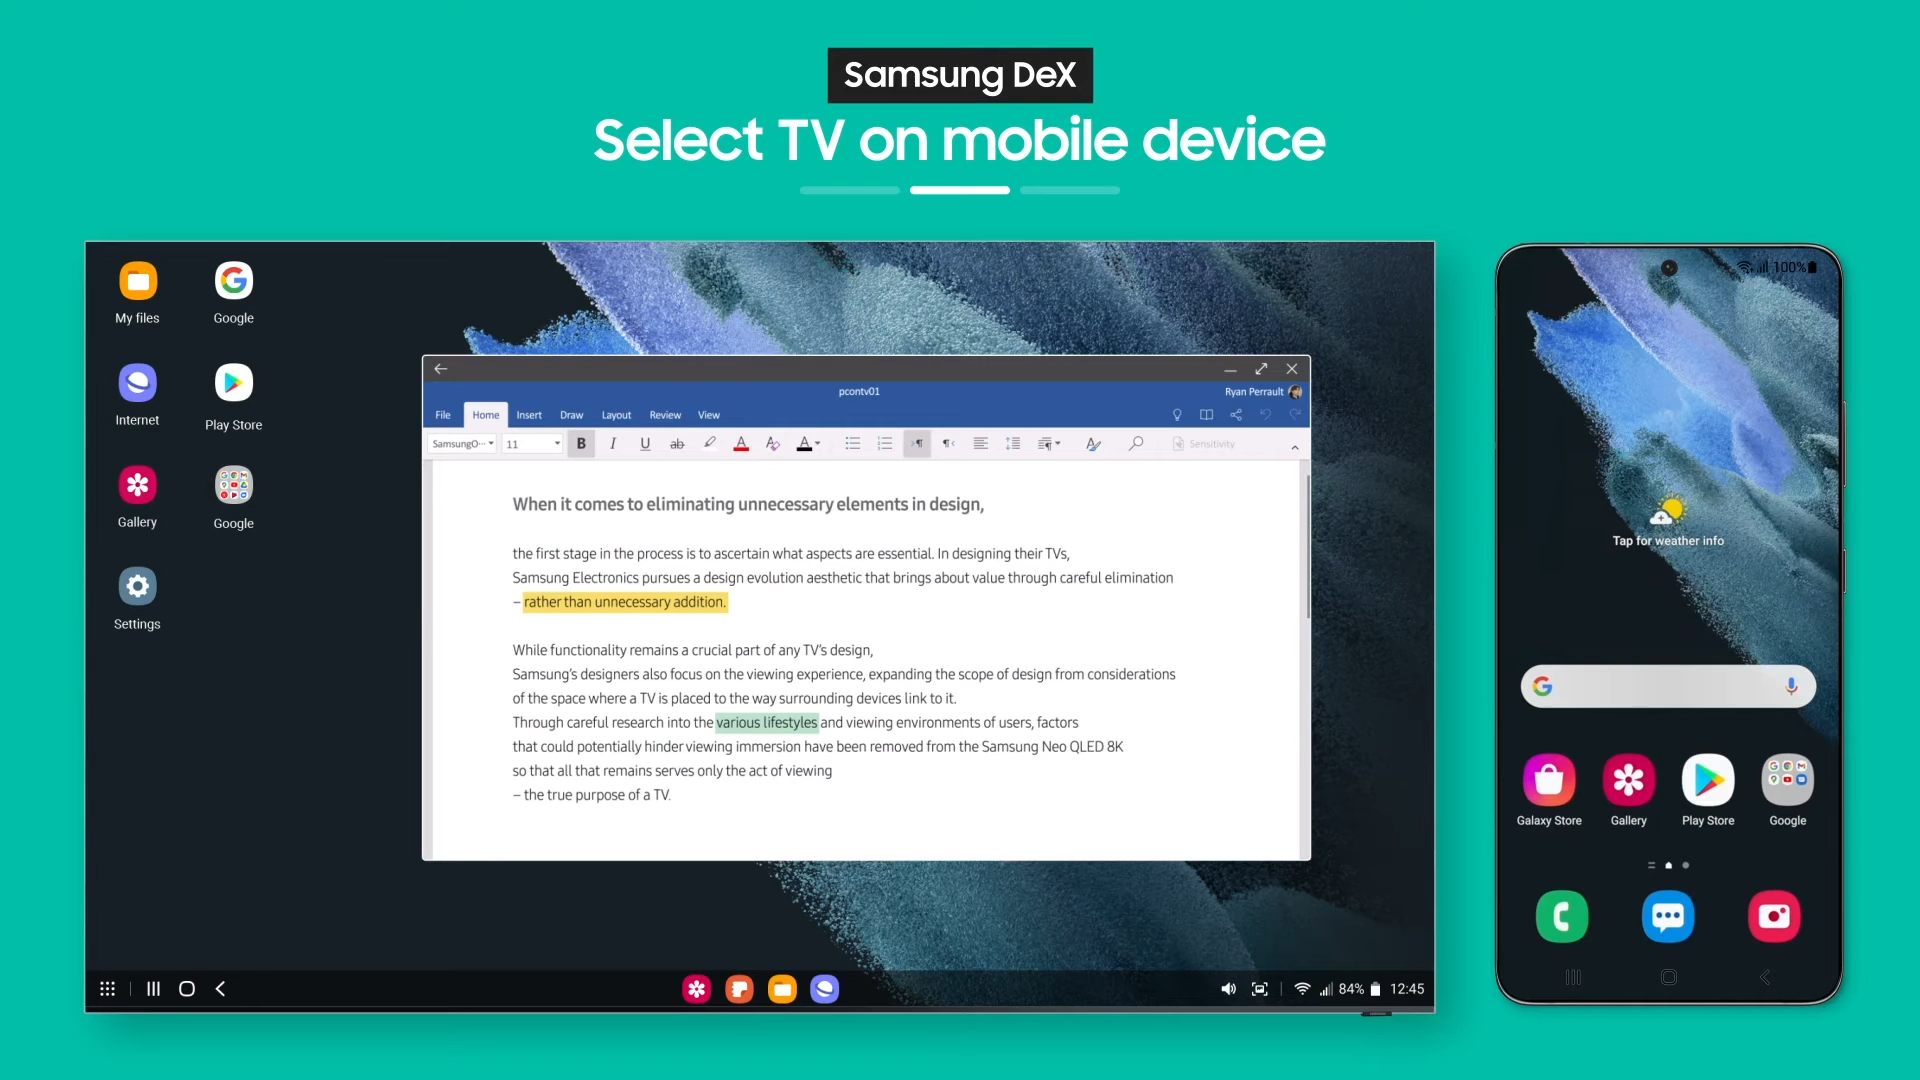 Samsung DeX
Select TV on mobile device
My files
Google
Internet
Play Store
Gallery
Google
Settings
pcontv01
Ryan Perrault
File Home Insert Draw Layout Review View
SamsungO··· 11 B I U ab A A A Sensitivity
When it comes to eliminating unnecessary elements in design,
the first stage in the process is to ascertain what aspects are essential. In designing their TVs,
Samsung Electronics pursues a design evolution aesthetic that brings about value through careful elimination
– rather than unnecessary addition.
While functionality remains a crucial part of any TV's design,
Samsung's designers also focus on the viewing experience, expanding the scope of design from considerations
of the space where a TV is placed to the way surrounding devices link to it.
Through careful research into the various lifestyles and viewing environments of users, factors
that could potentially hinder viewing immersion have been removed from the Samsung Neo QLED 8K
so that all that remains serves only the act of viewing
– the true purpose of a TV.
84% 12:45
100%
Tap for weather info
Galaxy Store Gallery Play Store Google